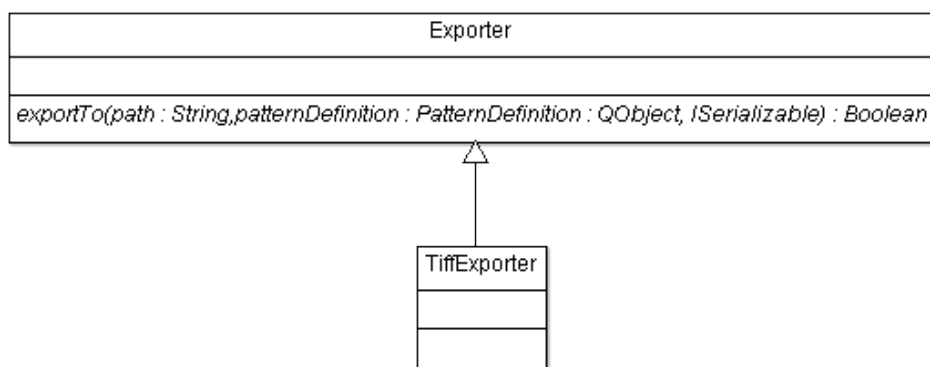 Exporter
exportTo(path : String,patternDefinition : PatternDefinition : QObject, ISerializable) : Boolean
TiffExporter